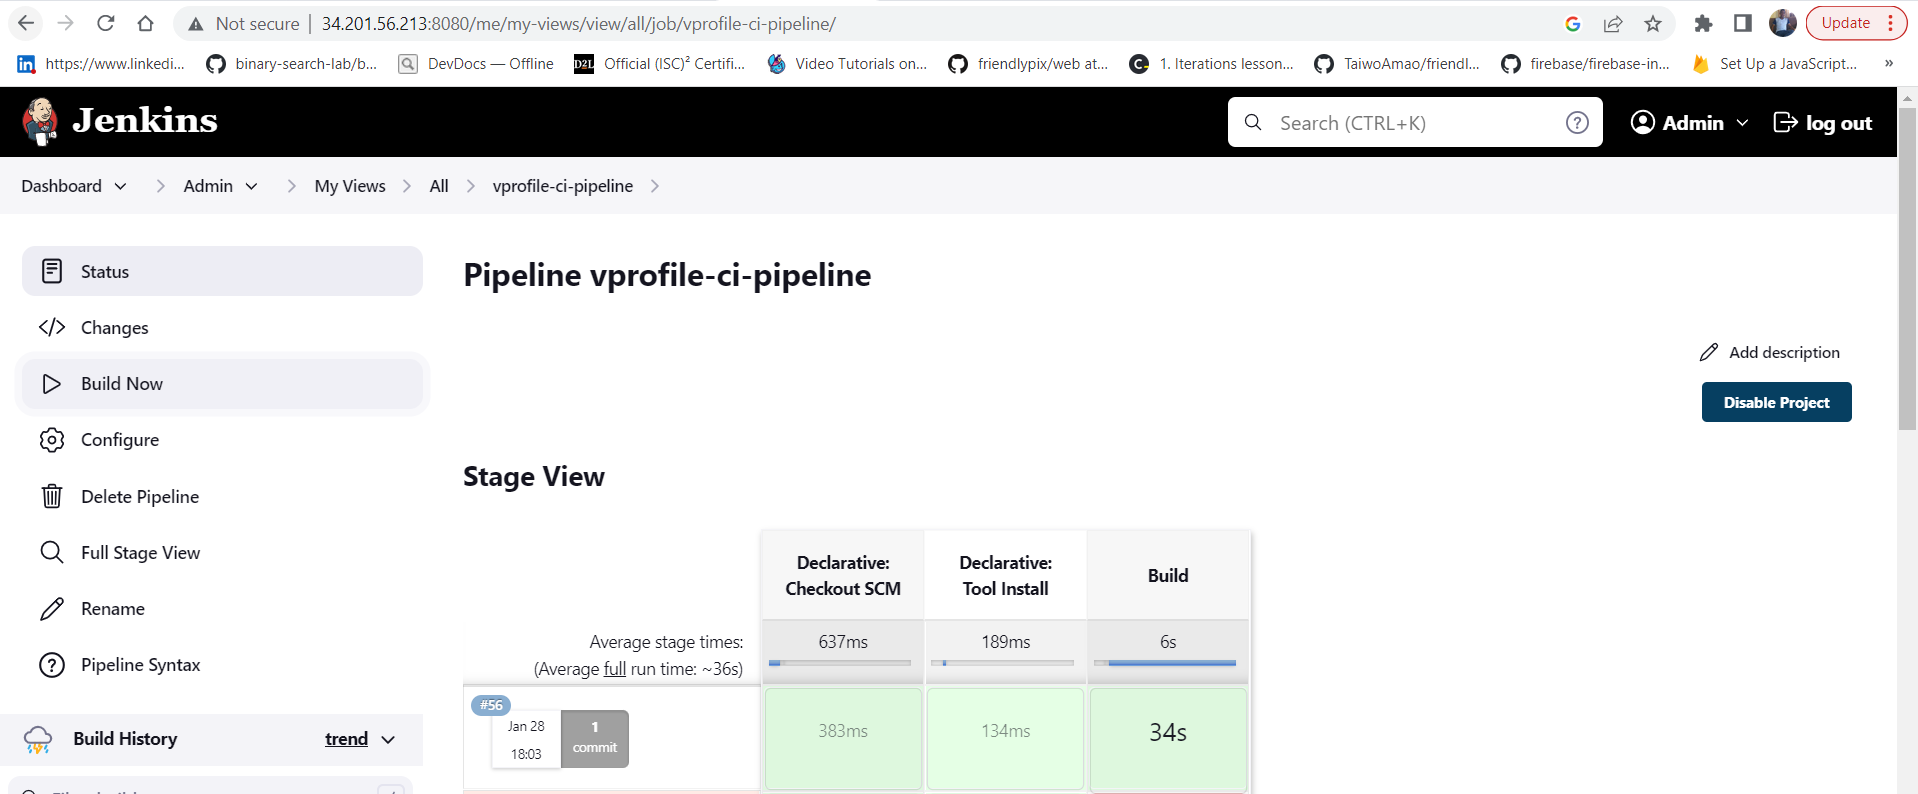 Not secure | 34.201.56.213:8080/me/my-views/view/all/job/vprofile-ci-pipeline/
Update
https://www.linkedi...
binary-search-lab/b...
DevDocs — Offline
D2L Official (ISC)² Certifi...
Video Tutorials on...
friendlypix/web at...
1. Iterations lesson...
TaiwoAmao/friendl...
firebase/firebase-in...
Set Up a JavaScript...
»
Jenkins
Search (CTRL+K)
Admin
log out
Dashboard
Admin
My Views
All
vprofile-ci-pipeline
Status
Changes
Build Now
Configure
Delete Pipeline
Full Stage View
Rename
Pipeline Syntax
Build History
trend
Pipeline vprofile-ci-pipeline
Add description
Disable Project
Stage View
Declarative:
Checkout SCM
Declarative:
Tool Install
Build
Average stage times:
(Average full run time: ~36s)
637ms
189ms
6s
#56
Jan 28
18:03
1
commit
383ms
134ms
34s